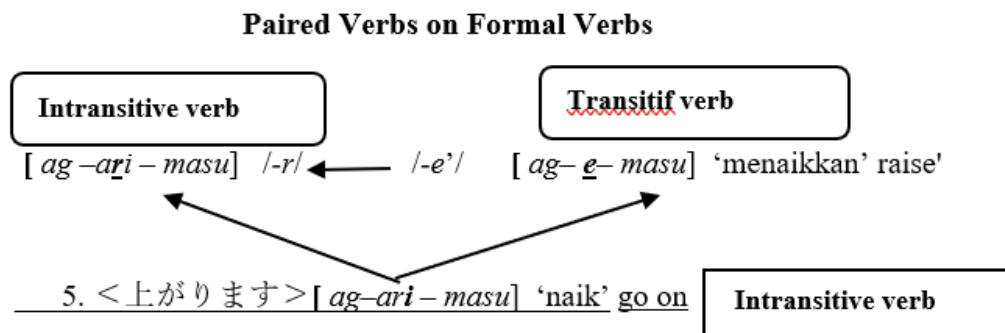 Paired Verbs on Formal Verbs
Intransitive verb
Transitif verb
[ ag –ari – masu] /-r/ /-e’/ [ ag– e– masu] ‘menaikkan’ raise'
5. ＜上がります＞[ ag–ari – masu] ‘naik’ go on
Intransitive verb